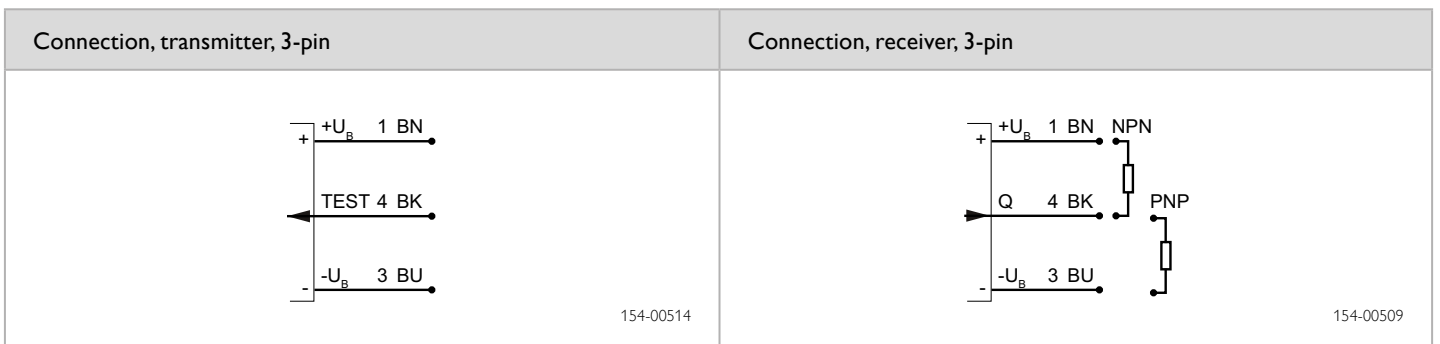 Connection, transmitter, 3-pin
+U_B 1 BN
+
TEST 4 BK
-U_B 3 BU
-
154-00514
Connection, receiver, 3-pin
+U_B 1 BN NPN
+
Q 4 BK PNP
-U_B 3 BU
-
154-00509